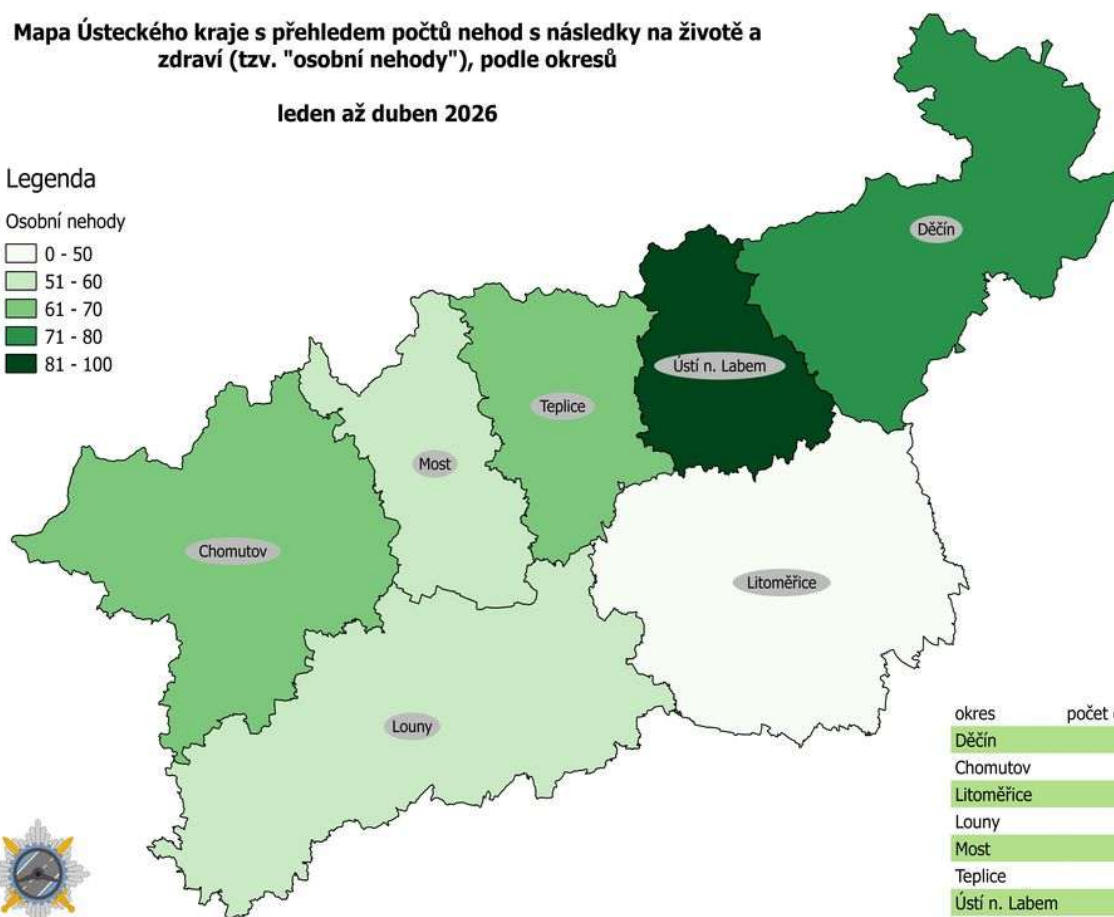 Mapa Ústeckého kraje s přehledem počtů nehod s následky na životě a
zdraví (tzv. "osobní nehody"), podle okresů
leden až duben 2026
Legenda
Osobní nehody
0 - 50
51 - 60
61 - 70
71 - 80
81 - 100
Děčín
Ústí n. Labem
Teplice
Most
Chomutov
Litoměřice
Louny
okres počet
Děčín
Chomutov
Litoměřice
Louny
Most
Teplice
Ústí n. Labem